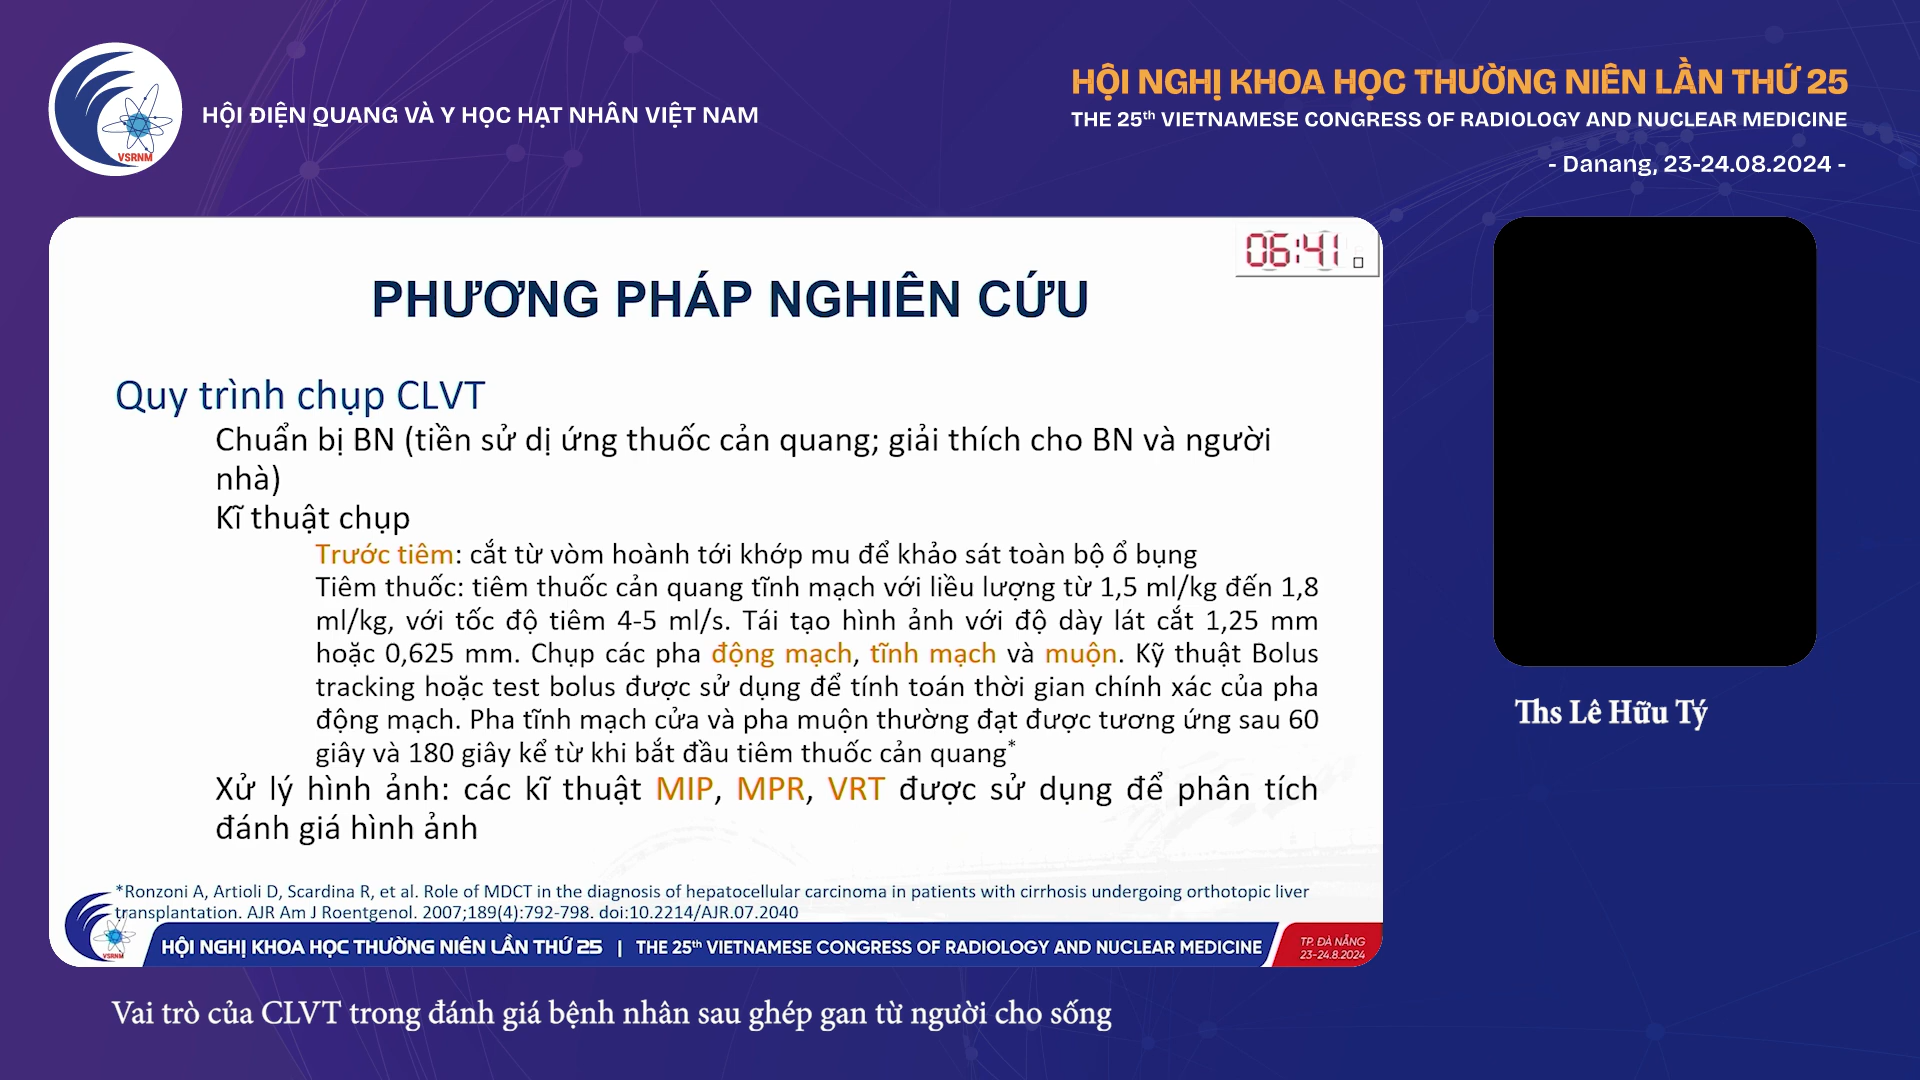 HỘI ĐIỆN QUANG VÀ Y HỌC HẠT NHÂN VIỆT NAM
VSRNM
HỘI NGHỊ KHOA HỌC THƯỜNG NIÊN LẦN THỨ 25
THE 25th VIETNAMESE CONGRESS OF RADIOLOGY AND NUCLEAR MEDICINE
- Danang, 23-24.08.2024 -
06:41
PHƯƠNG PHÁP NGHIÊN CỨU
Quy trình chụp CLVT
Chuẩn bị BN (tiền sử dị ứng thuốc cản quang; giải thích cho BN và người
nhà)
Kĩ thuật chụp
Trước tiêm: cắt từ vòm hoành tới khớp mu để khảo sát toàn bộ ổ bụng
Tiêm thuốc: tiêm thuốc cản quang tĩnh mạch với liều lượng từ 1,5 ml/kg đến 1,8
ml/kg, với tốc độ tiêm 4-5 ml/s. Tái tạo hình ảnh với độ dày lát cắt 1,25 mm
hoặc 0,625 mm. Chụp các pha động mạch, tĩnh mạch và muộn. Kỹ thuật Bolus
tracking hoặc test bolus được sử dụng để tính toán thời gian chính xác của pha
động mạch. Pha tĩnh mạch cửa và pha muộn thường đạt được tương ứng sau 60
giây và 180 giây kể từ khi bắt đầu tiêm thuốc cản quang*
Xử lý hình ảnh: các kĩ thuật MIP, MPR, VRT được sử dụng để phân tích
đánh giá hình ảnh
*Ronzoni A, Artioli D, Scardina R, et al. Role of MDCT in the diagnosis of hepatocellular carcinoma in patients with cirrhosis undergoing orthotopic liver
transplantation. AJR Am J Roentgenol. 2007;189(4):792-798. doi:10.2214/AJR.07.2040
VSRNM
HỘI NGHỊ KHOA HỌC THƯỜNG NIÊN LẦN THỨ 25 | THE 25th VIETNAMESE CONGRESS OF RADIOLOGY AND NUCLEAR MEDICINE
TP. ĐÀ NẴNG
23-24.8.2024
Ths Lê Hữu Tý
Vai trò của CLVT trong đánh giá bệnh nhân sau ghép gan từ người cho sống